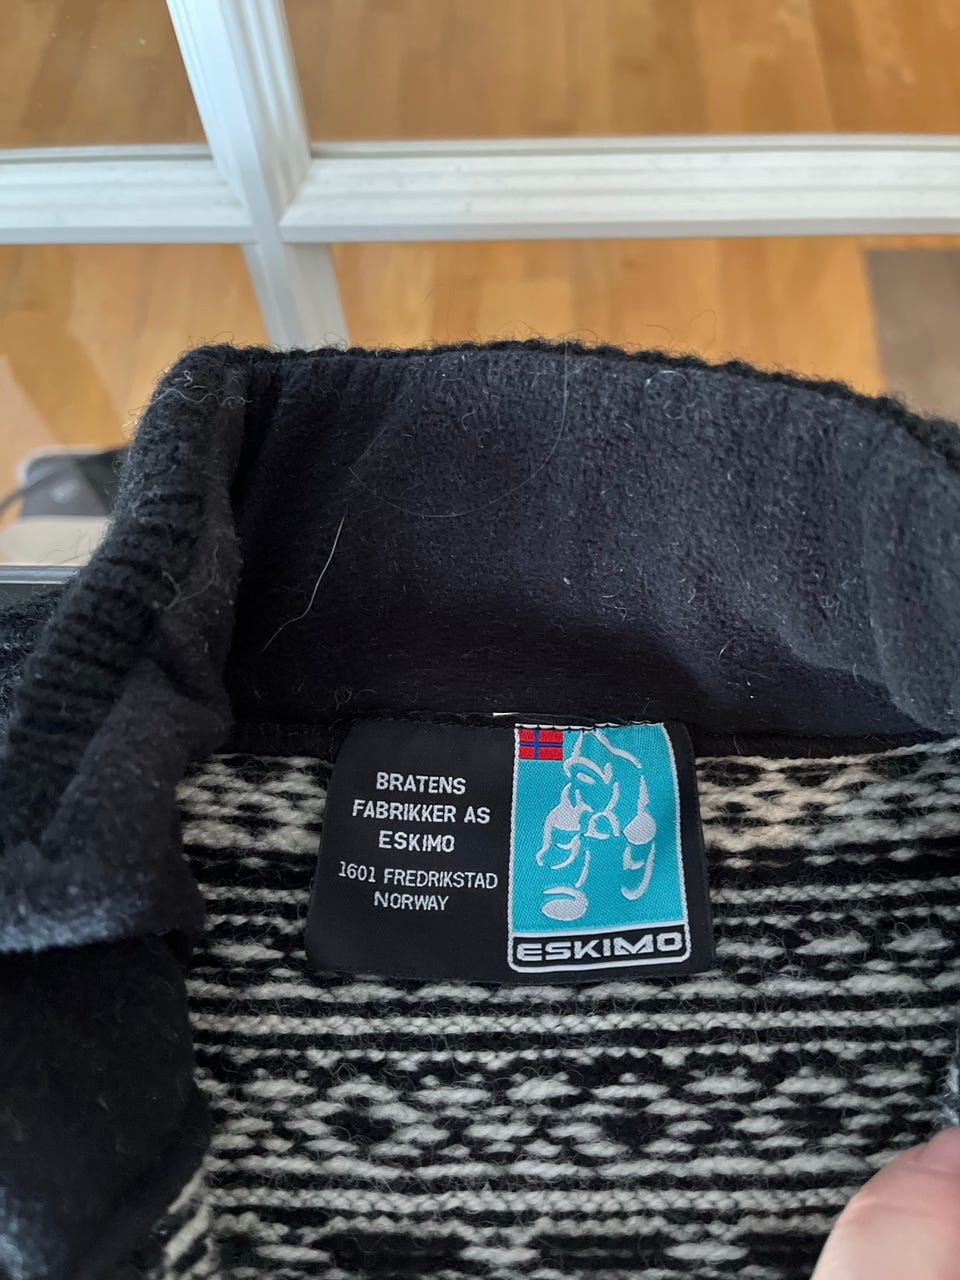 BRATENS
FABRIKKER AS
ESKIMO
1601 FREDRIKSTAD
NORWAY
ESKIMO